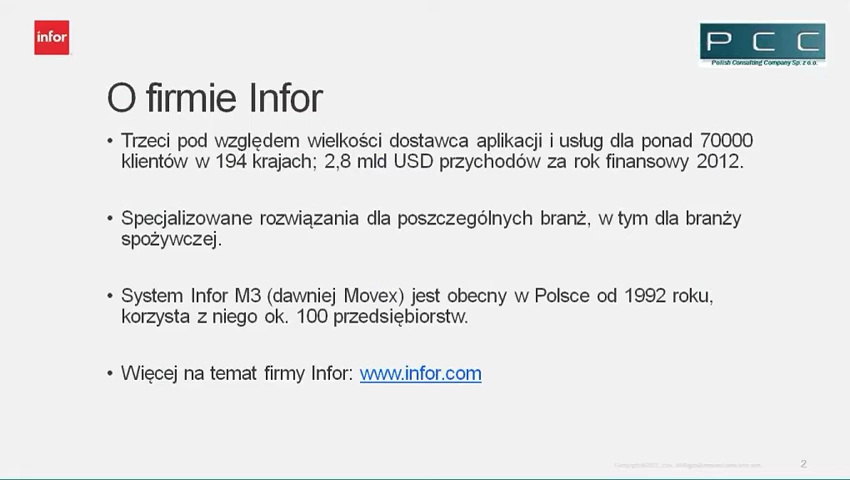 infor
P C C
Polish Consulting Company Sp. z o.o.
O firmie Infor
• Trzeci pod względem wielkości dostawca aplikacji i usług dla ponad 70000
klientów w 194 krajach; 2,8 mld USD przychodów za rok finansowy 2012.
• Specjalizowane rozwiązania dla poszczególnych branż, w tym dla branży
spożywczej.
• System Infor M3 (dawniej Movex) jest obecny w Polsce od 1992 roku,
korzysta z niego ok. 100 przedsiębiorstw.
• Więcej na temat firmy Infor: www.infor.com
2